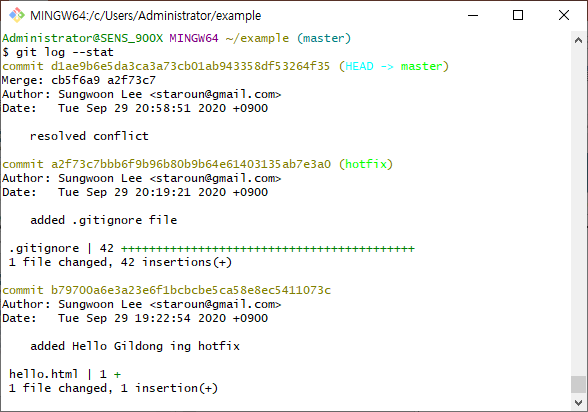 MINGW64:/c/Users/Administrator/example
Administrator@SENS_900X MINGW64 ~/example (master)
$ git log --stat
commit d1ae9b6e5da3ca3a73cb01ab943358df53264f35 (HEAD -> master)
Merge: cb5f6a9 a2f73c7
Author: Sungwoon Lee <staroun@gmail.com>
Date:   Tue Sep 29 20:58:51 2020 +0900
    resolved conflict
commit a2f73c7bbb6f9b96b80b9b64e61403135ab7e3a0 (hotfix)
Author: Sungwoon Lee <staroun@gmail.com>
Date:   Tue Sep 29 20:19:21 2020 +0900
    added .gitignore file
 .gitignore | 42 ++++++++++++++++++++++++++++++++++++++++++
 1 file changed, 42 insertions(+)
commit b79700a6e3a23e6f1bcbcbe5ca58e8ec5411073c
Author: Sungwoon Lee <staroun@gmail.com>
Date:   Tue Sep 29 19:22:54 2020 +0900
    added Hello Gildong ing hotfix
 hello.html | 1 +
 1 file changed, 1 insertion(+)